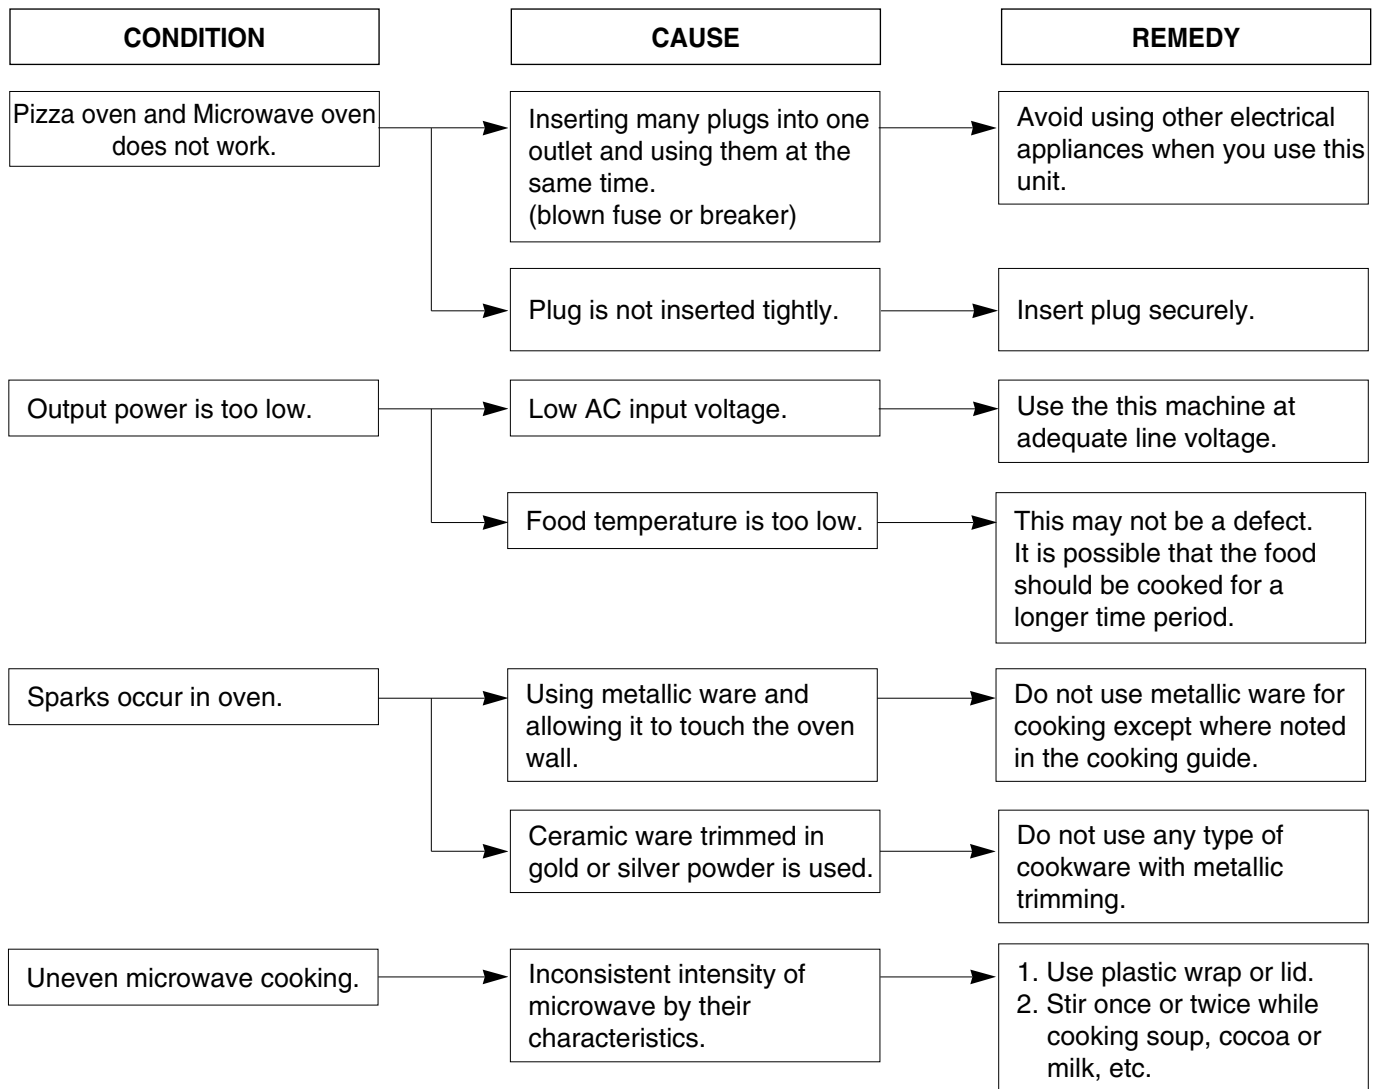 CONDITION
CAUSE
REMEDY
Pizza oven and Microwave oven
does not work.
Inserting many plugs into one
outlet and using them at the
same time.
(blown fuse or breaker)
Avoid using other electrical
appliances when you use this
unit.
Plug is not inserted tightly.
Insert plug securely.
Output power is too low.
Low AC input voltage.
Use the this machine at
adequate line voltage.
Food temperature is too low.
This may not be a defect.
It is possible that the food
should be cooked for a
longer time period.
Sparks occur in oven.
Using metallic ware and
allowing it to touch the oven
wall.
Do not use metallic ware for
cooking except where noted
in the cooking guide.
Ceramic ware trimmed in
gold or silver powder is used.
Do not use any type of
cookware with metallic
trimming.
Uneven microwave cooking.
Inconsistent intensity of
microwave by their
characteristics.
1. Use plastic wrap or lid.
2. Stir once or twice while
cooking soup, cocoa or
milk, etc.